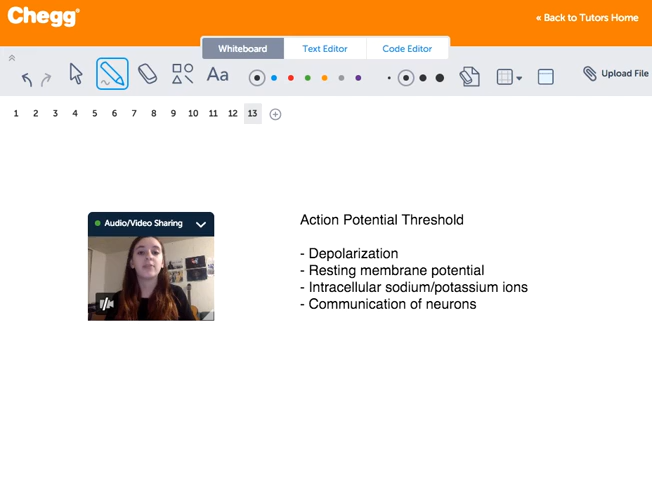 Chegg®
« Back to Tutors Home
Whiteboard
Text Editor
Code Editor
Aa
Upload File
1 2 3 4 5 6 7 8 9 10 11 12 13
Audio/Video Sharing
Action Potential Threshold
- Depolarization
- Resting membrane potential
- Intracellular sodium/potassium ions
- Communication of neurons